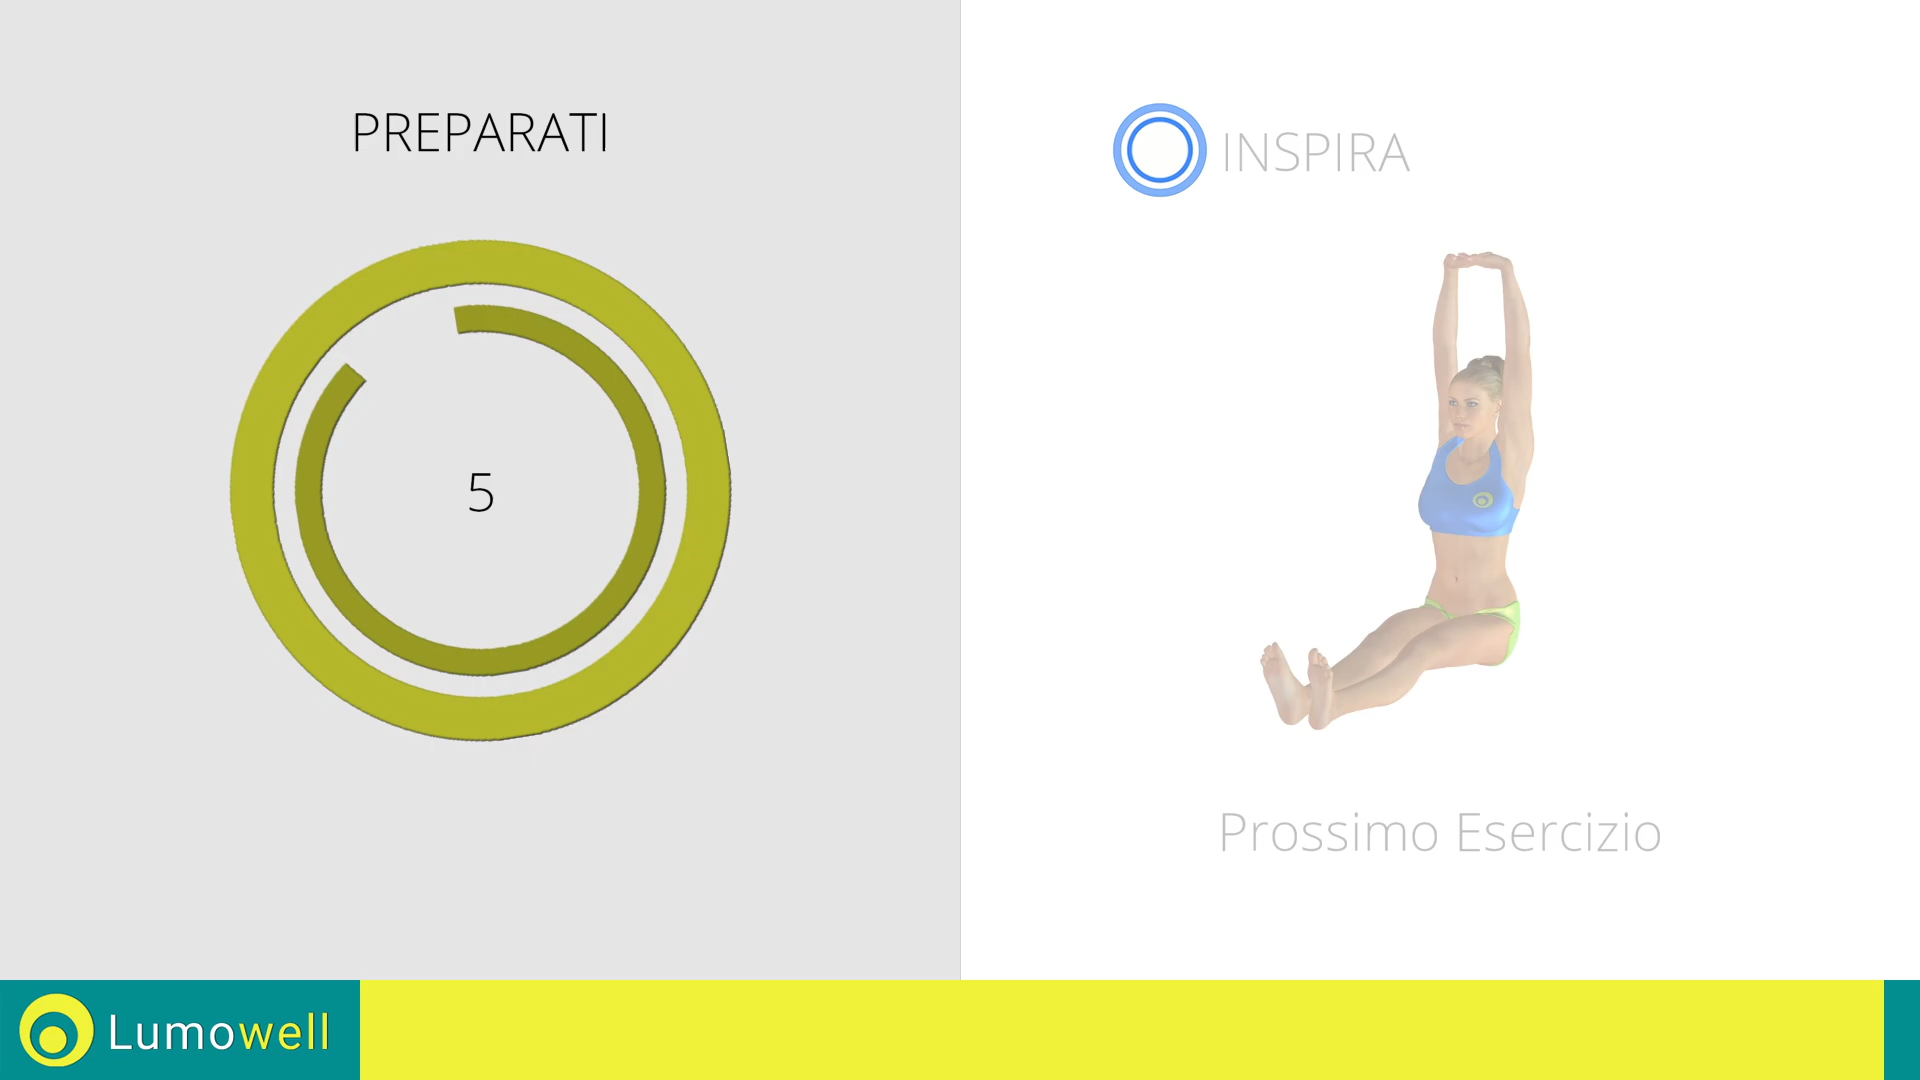 PREPARATI
5
INSPIRA
Prossimo Esercizio
Lumowell